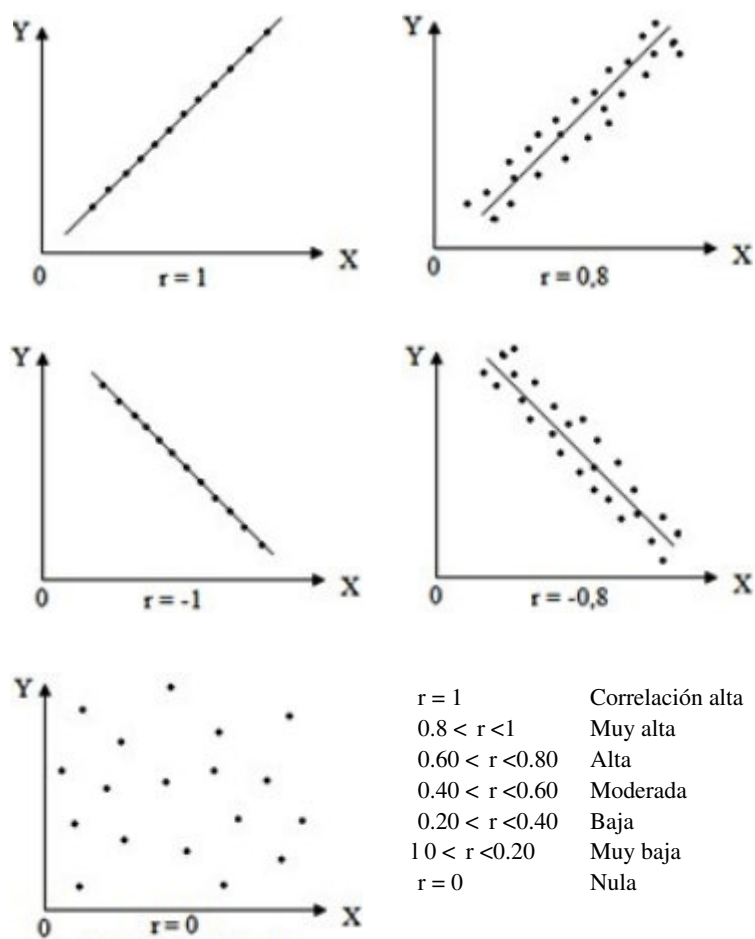 Y
0
r = 1
X
Y
0
r = 0,8
X
Y
0
r = -1
X
Y
0
r = -0,8
X
Y
0
r = 0
X
r = 1 Correlación alta
0.8 < r <1 Muy alta
0.60 < r <0.80 Alta
0.40 < r <0.60 Moderada
0.20 < r <0.40 Baja
l 0 < r <0.20 Muy baja
r = 0 Nula